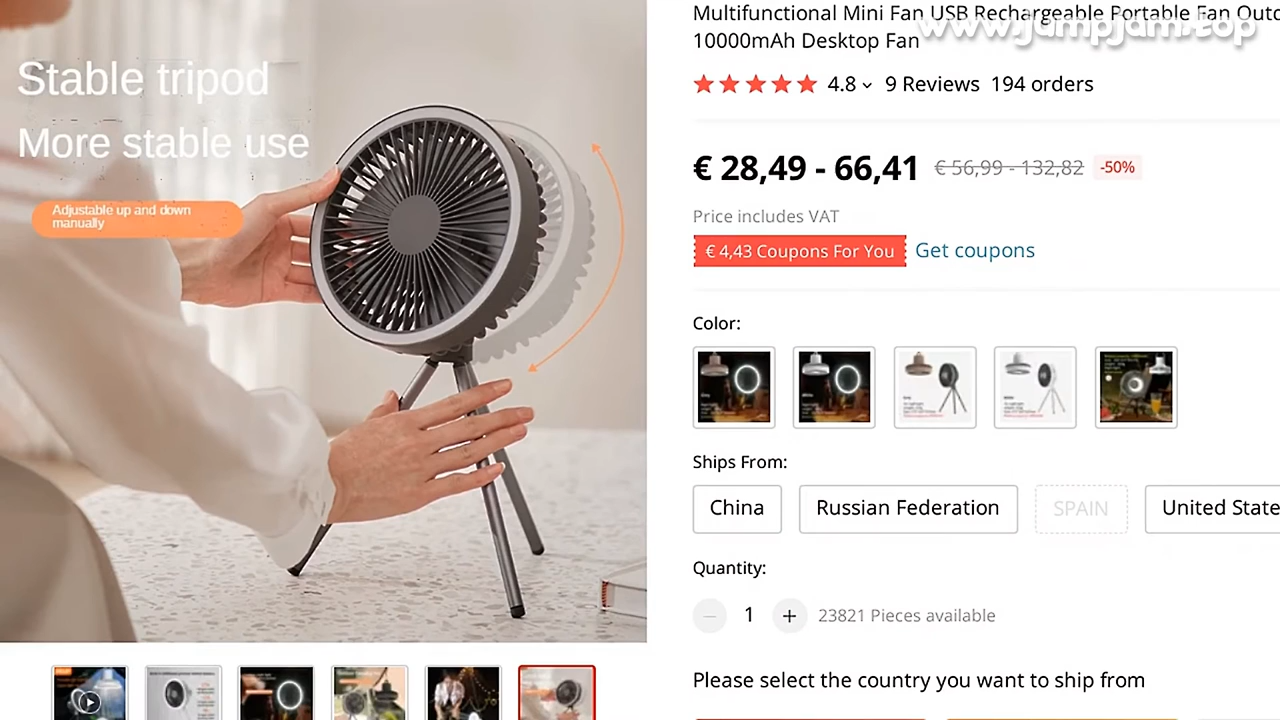 Multifunctional Mini Fan USB Rechargeable Portable Fan
10000mAh Desktop Fan
www.jampjam.top
Stable tripod
More stable use
Adjustable up and down
manually
4.8 9 Reviews 194 orders
€ 28,49 - 66,41 € 56,99 - 132,82 -50%
Price includes VAT
€ 4,43 Coupons For You Get coupons
Color:
Ships From:
China Russian Federation SPAIN United State
Quantity:
1 23821 Pieces available
Please select the country you want to ship from